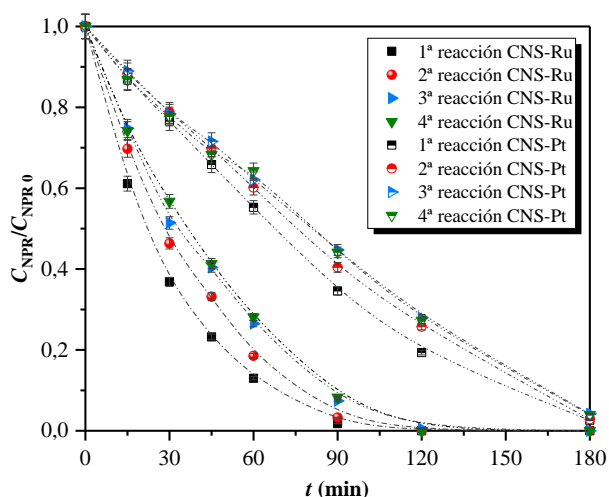 1,0
0,8
0,6
0,4
0,2
0,0
C_NPR/C_NPR 0
1ª reacción CNS-Ru
2ª reacción CNS-Ru
3ª reacción CNS-Ru
4ª reacción CNS-Ru
1ª reacción CNS-Pt
2ª reacción CNS-Pt
3ª reacción CNS-Pt
4ª reacción CNS-Pt
0 30 60 90 120 150 180
t (min)